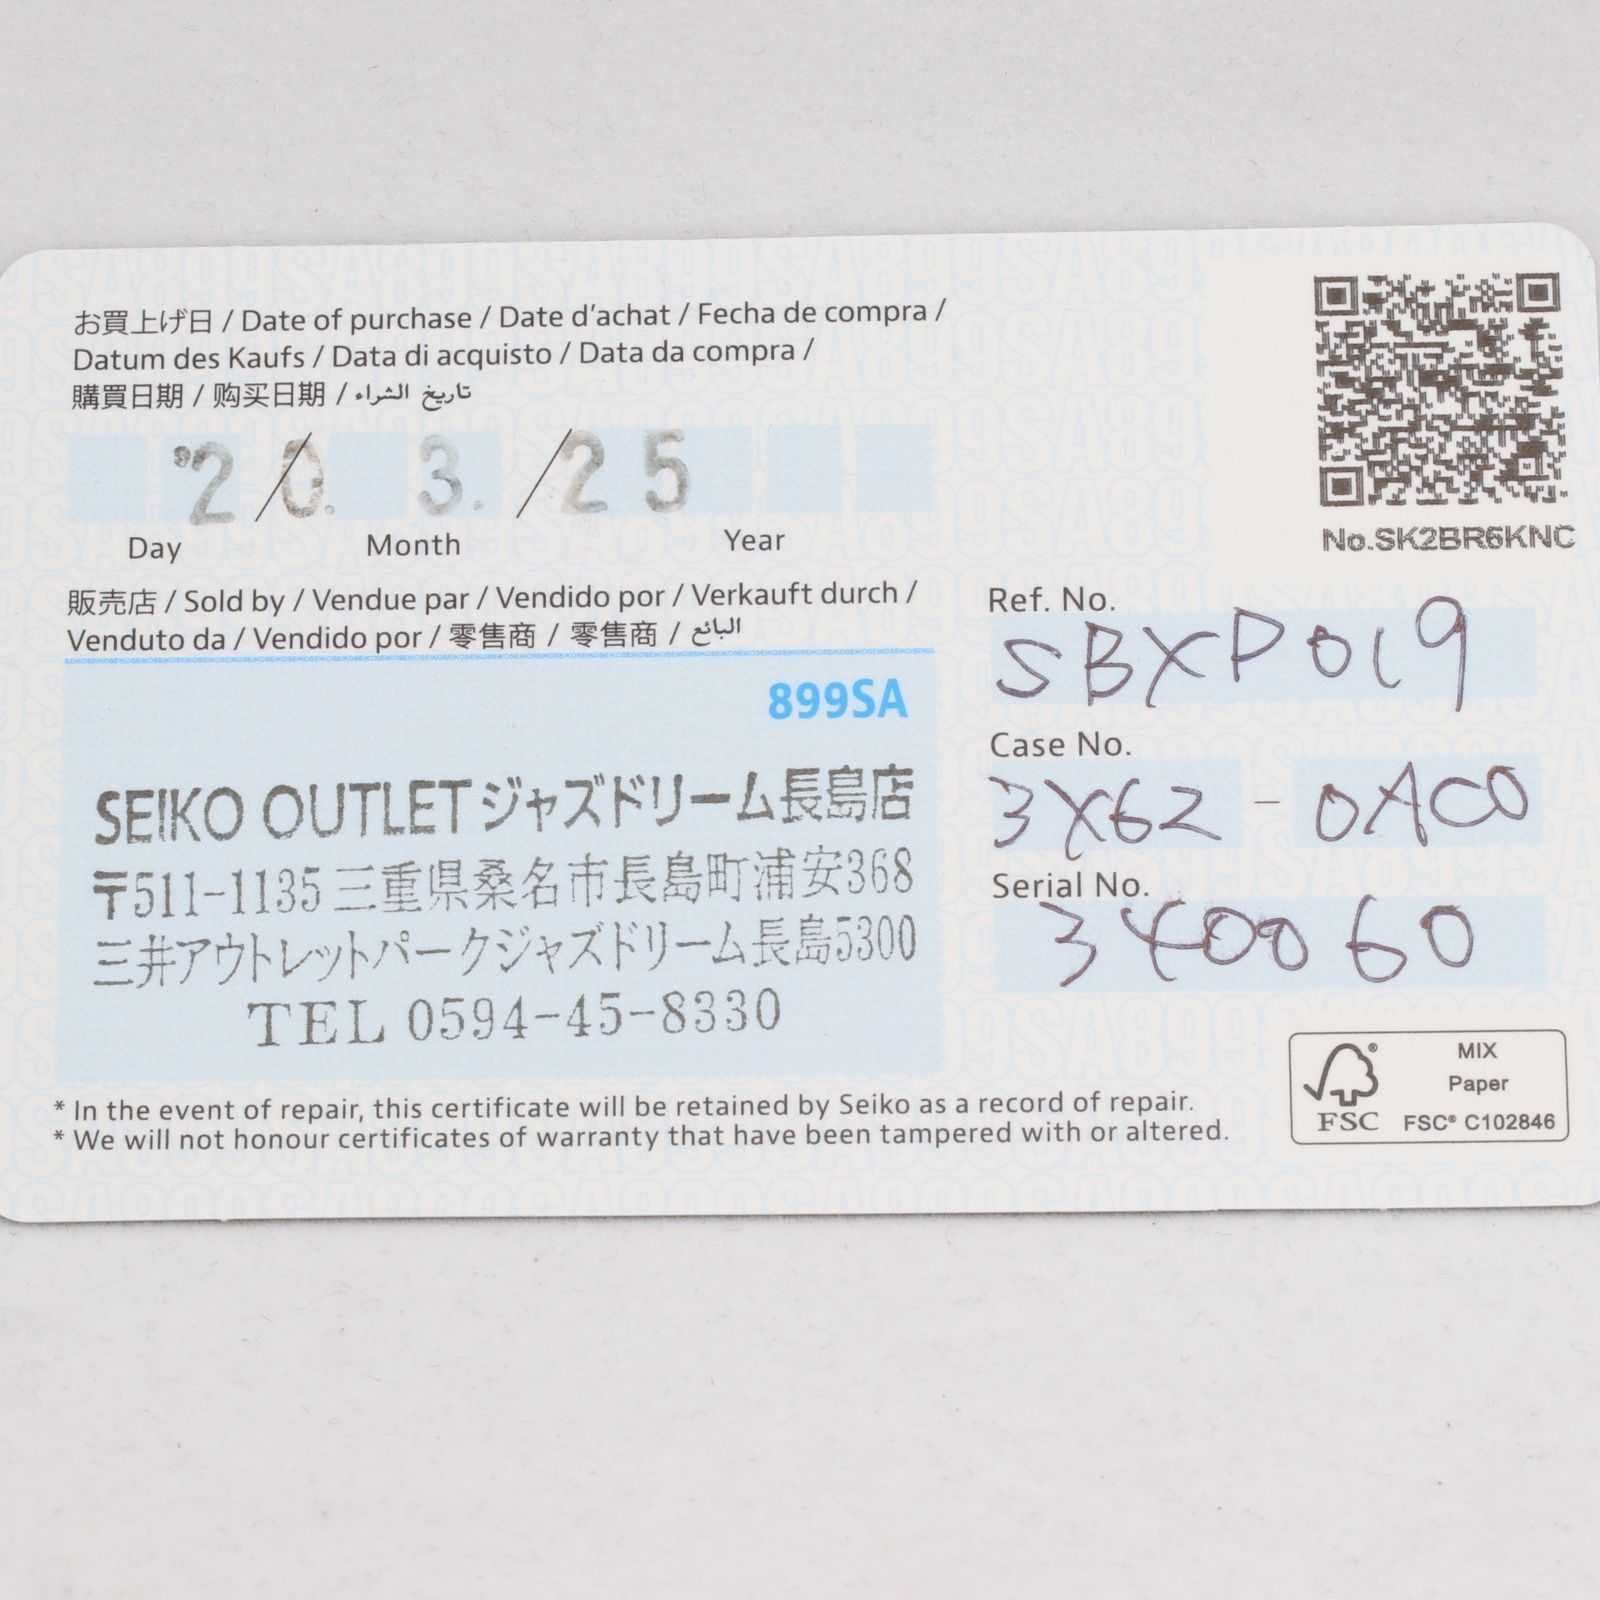 お買上げ日 / Date of purchase / Date d'achat / Fecha de compra /
Datum des Kaufs / Data di acquisto / Data da compra /
購買日期 / 购买日期 / تاريخ الشراء
'20. 3. 25
Day Month Year
販売店 / Sold by / Vendue par / Vendido por / Verkauft durch /
Venduto da / Vendido por / 零售商 / 零售商 / البائع
899SA
SEIKO OUTLET ジャズドリーム長島店
〒511-1135 三重県桑名市長島町浦安368
三井アウトレットパークジャズドリーム長島5300
TEL 0594-45-8330
No.SK2BR6KNC
Ref. No.
SBXP019
Case No.
3X62 - 0AC0
Serial No.
3X0060
* In the event of repair, this certificate will be retained by Seiko as a record of repair.
* We will not honour certificates of warranty that have been tampered with or altered.
MIX
Paper
FSC® C102846
FSC